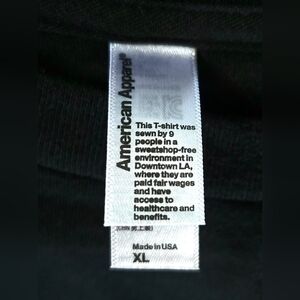 American Apparel®
This T-shirt was
sewn by 9
people in a
sweatshop-free
environment in
Downtown LA,
where they are
paid fair wages
and have
access to
healthcare and
benefits.
Made in USA
XL